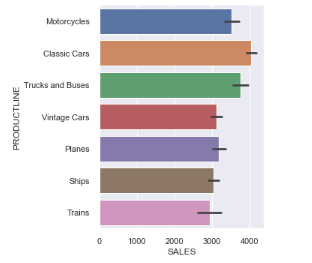 PRODUCTLINE
Motorcycles
Classic Cars
Trucks and Buses
Vintage Cars
Planes
Ships
Trains
0 1000 2000 3000 4000
SALES